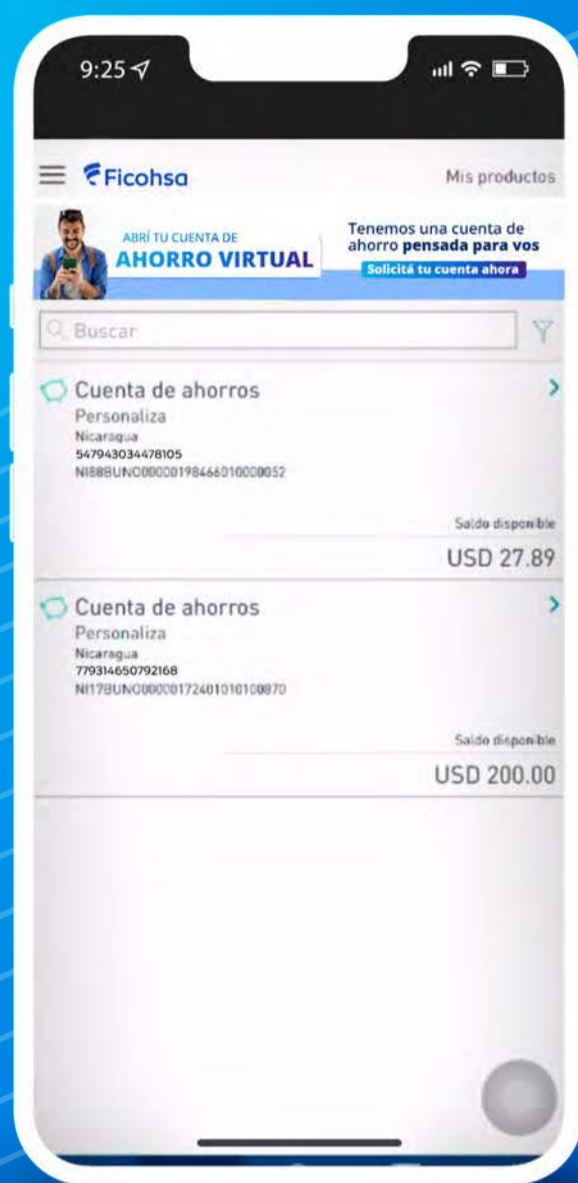 9:25
Ficohsa
Mis productos
ABRÍ TU CUENTA DE
AHORRO VIRTUAL
Tenemos una cuenta de
ahorro pensada para vos
Solicitá tu cuenta ahora
Buscar
Cuenta de ahorros
Personaliza
Nicaragua
547943034478105
Saldo disponible
USD 27.89
Cuenta de ahorros
Personaliza
Nicaragua
779314650792168
Saldo disponible
USD 200.00